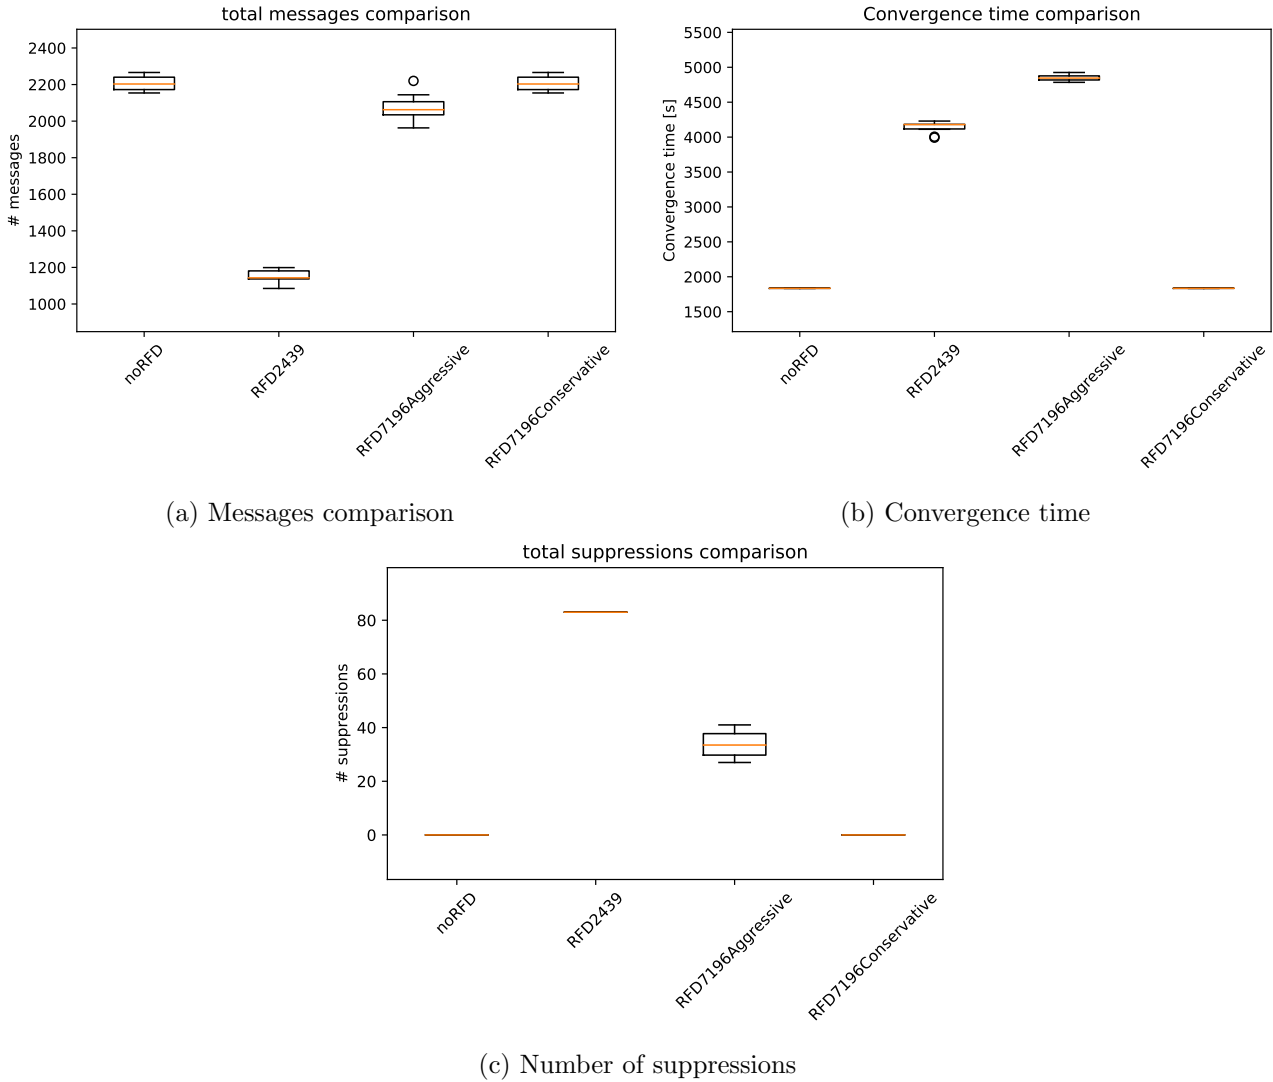 total messages comparison
2400
2200
2000
1800
1600
1400
1200
1000
# messages
noRFD
RFD2439
RFD7196Aggressive
RFD7196Conservative
(a) Messages comparison
Convergence time comparison
5500
5000
4500
4000
3500
3000
2500
2000
1500
Convergence time [s]
noRFD
RFD2439
RFD7196Aggressive
RFD7196Conservative
(b) Convergence time
total suppressions comparison
80
60
40
20
0
# suppressions
noRFD
RFD2439
RFD7196Aggressive
RFD7196Conservative
(c) Number of suppressions